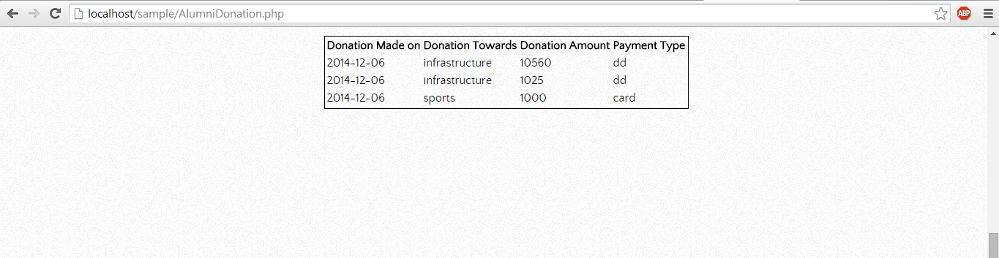 localhost/sample/AlumniDonation.php
ABP
Donation Made on Donation Towards Donation Amount Payment Type
2014-12-06 infrastructure 10560 dd
2014-12-06 infrastructure 1025 dd
2014-12-06 sports 1000 card